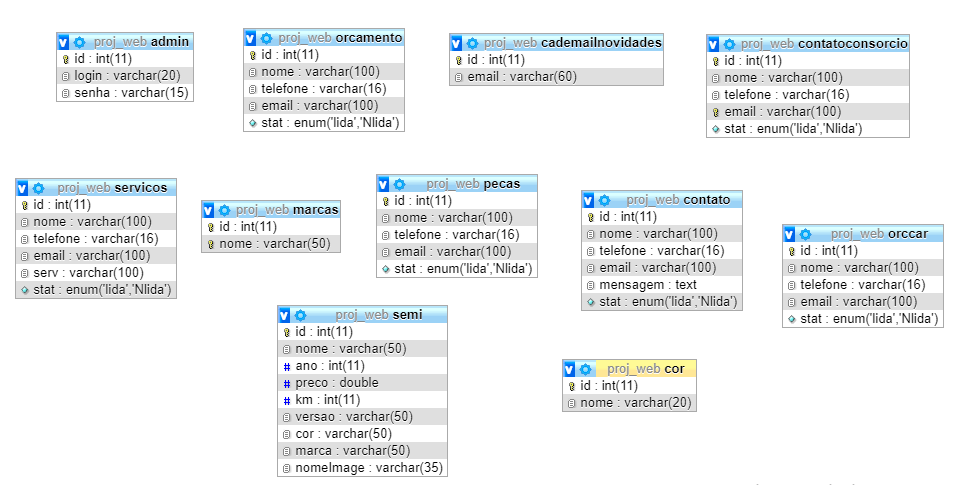 proj_web admin
id : int(11)
login : varchar(20)
senha : varchar(15)
proj_web orcamento
id : int(11)
nome : varchar(100)
telefone : varchar(16)
email : varchar(100)
stat : enum('lida','Nlida')
proj_web cademailnovidades
id : int(11)
email : varchar(60)
proj_web contatoconsorcio
id : int(11)
nome : varchar(100)
telefone : varchar(16)
email : varchar(100)
stat : enum('lida','Nlida')
proj_web servicos
id : int(11)
nome : varchar(100)
telefone : varchar(16)
email : varchar(100)
serv : varchar(100)
stat : enum('lida','Nlida')
proj_web marcas
id : int(11)
nome : varchar(50)
proj_web pecas
id : int(11)
nome : varchar(100)
telefone : varchar(16)
email : varchar(100)
stat : enum('lida','Nlida')
proj_web contato
id : int(11)
nome : varchar(100)
telefone : varchar(16)
email : varchar(100)
mensagem : text
stat : enum('lida','Nlida')
proj_web orccar
id : int(11)
nome : varchar(100)
telefone : varchar(16)
email : varchar(100)
stat : enum('lida','Nlida')
proj_web semi
id : int(11)
nome : varchar(50)
ano : int(11)
preco : double
km : int(11)
versao : varchar(50)
cor : varchar(50)
marca : varchar(50)
nomeImage : varchar(35)
proj_web cor
id : int(11)
nome : varchar(20)